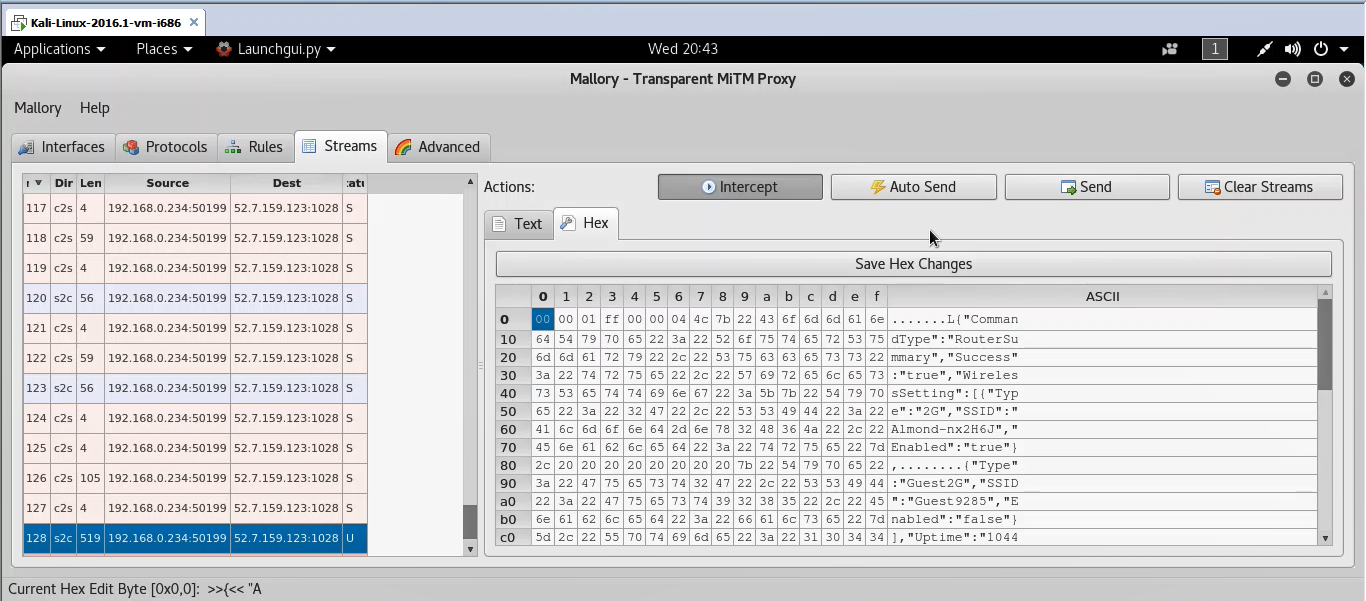 Kali-Linux-2016.1-vm-i686 ×
Applications Places Launchgui.py Wed 20:43 1
Mallory - Transparent MiTM Proxy
Mallory Help
Interfaces Protocols Rules Streams Advanced
Dir Len Source Dest
117 c2s 4 192.168.0.234:50199 52.7.159.123:1028 S
118 c2s 59 192.168.0.234:50199 52.7.159.123:1028 S
119 c2s 4 192.168.0.234:50199 52.7.159.123:1028 S
120 s2c 56 192.168.0.234:50199 52.7.159.123:1028 S
121 c2s 4 192.168.0.234:50199 52.7.159.123:1028 S
122 c2s 59 192.168.0.234:50199 52.7.159.123:1028 S
123 s2c 56 192.168.0.234:50199 52.7.159.123:1028 S
124 c2s 4 192.168.0.234:50199 52.7.159.123:1028 S
125 c2s 4 192.168.0.234:50199 52.7.159.123:1028 S
126 c2s 105 192.168.0.234:50199 52.7.159.123:1028 S
127 c2s 4 192.168.0.234:50199 52.7.159.123:1028 S
128 s2c 519 192.168.0.234:50199 52.7.159.123:1028 U
Actions: Intercept Auto Send Send Clear Streams
Text Hex
Save Hex Changes
0 1 2 3 4 5 6 7 8 9 a b c d e f ASCII
0 00 00 01 ff 00 00 04 4c 7b 22 43 6f 6d 6d 61 6e .......L{"Comman
10 64 54 79 70 65 22 3a 22 52 6f 75 74 65 72 53 75 dType":"RouterSu
20 6d 6d 61 72 79 22 2c 22 53 75 63 63 65 73 73 22 mmary","Success"
30 3a 22 74 72 75 65 22 2c 22 57 69 72 65 6c 65 73 :"true","Wireles
40 73 53 65 74 74 69 6e 67 22 3a 5b 7b 22 54 79 70 sSetting":[{"Typ
50 65 22 3a 22 32 47 22 2c 22 53 53 49 44 22 3a 22 e":"2G","SSID":"
60 41 6c 6d 6f 6e 64 2d 6e 78 32 48 36 4a 22 2c 22 Almond-nx2H6J","
70 45 6e 61 62 6c 65 64 22 3a 22 74 72 75 65 22 7d Enabled":"true"}
80 2c 20 20 20 20 20 20 20 20 7b 22 54 79 70 65 22 ,........{"Type"
90 3a 22 47 75 65 73 74 32 47 22 2c 22 53 53 49 44 :"Guest2G","SSID
a0 22 3a 22 47 75 65 73 74 39 32 38 35 22 2c 22 45 ":"Guest9285","E
b0 6e 61 62 6c 65 64 22 3a 22 66 61 6c 73 65 22 7d nabled":"false"}
c0 5d 2c 22 55 70 74 69 6d 65 22 3a 22 31 30 34 34 ],"Uptime":"1044
Current Hex Edit Byte [0x0,0]: >>{<< "A